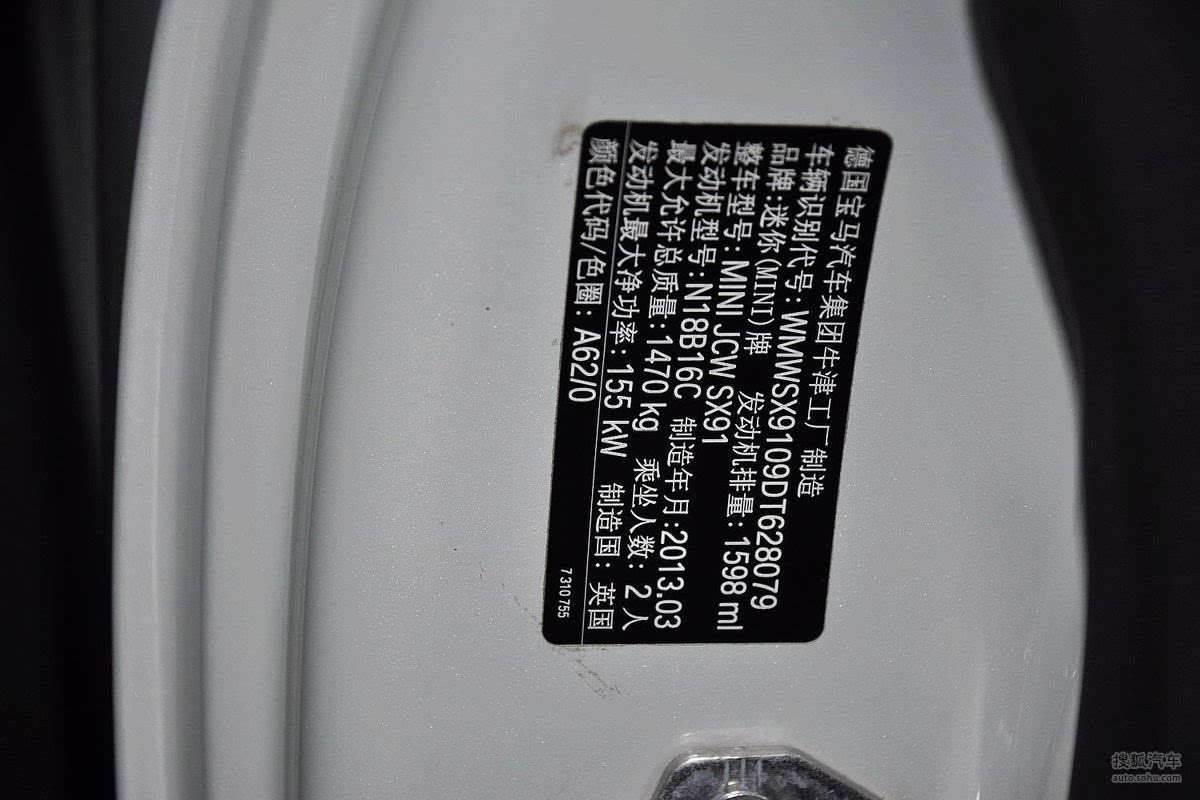 德国宝马汽车集团牛津工厂制造
车辆识别代号: WMWSX9109DT628079
品牌:迷你(MINI)牌 发动机排量: 1598 ml
整车型号: MINI JCW SX91
发动机型号: N18B16C 制造年月:2013.03
最大允许总质量: 1470 kg 乘坐人数: 2 人
发动机最大净功率: 155 kW 制造国: 英国
颜色代码/色圈: A62/0
7 310 755
搜狐汽车
auto.sohu.com